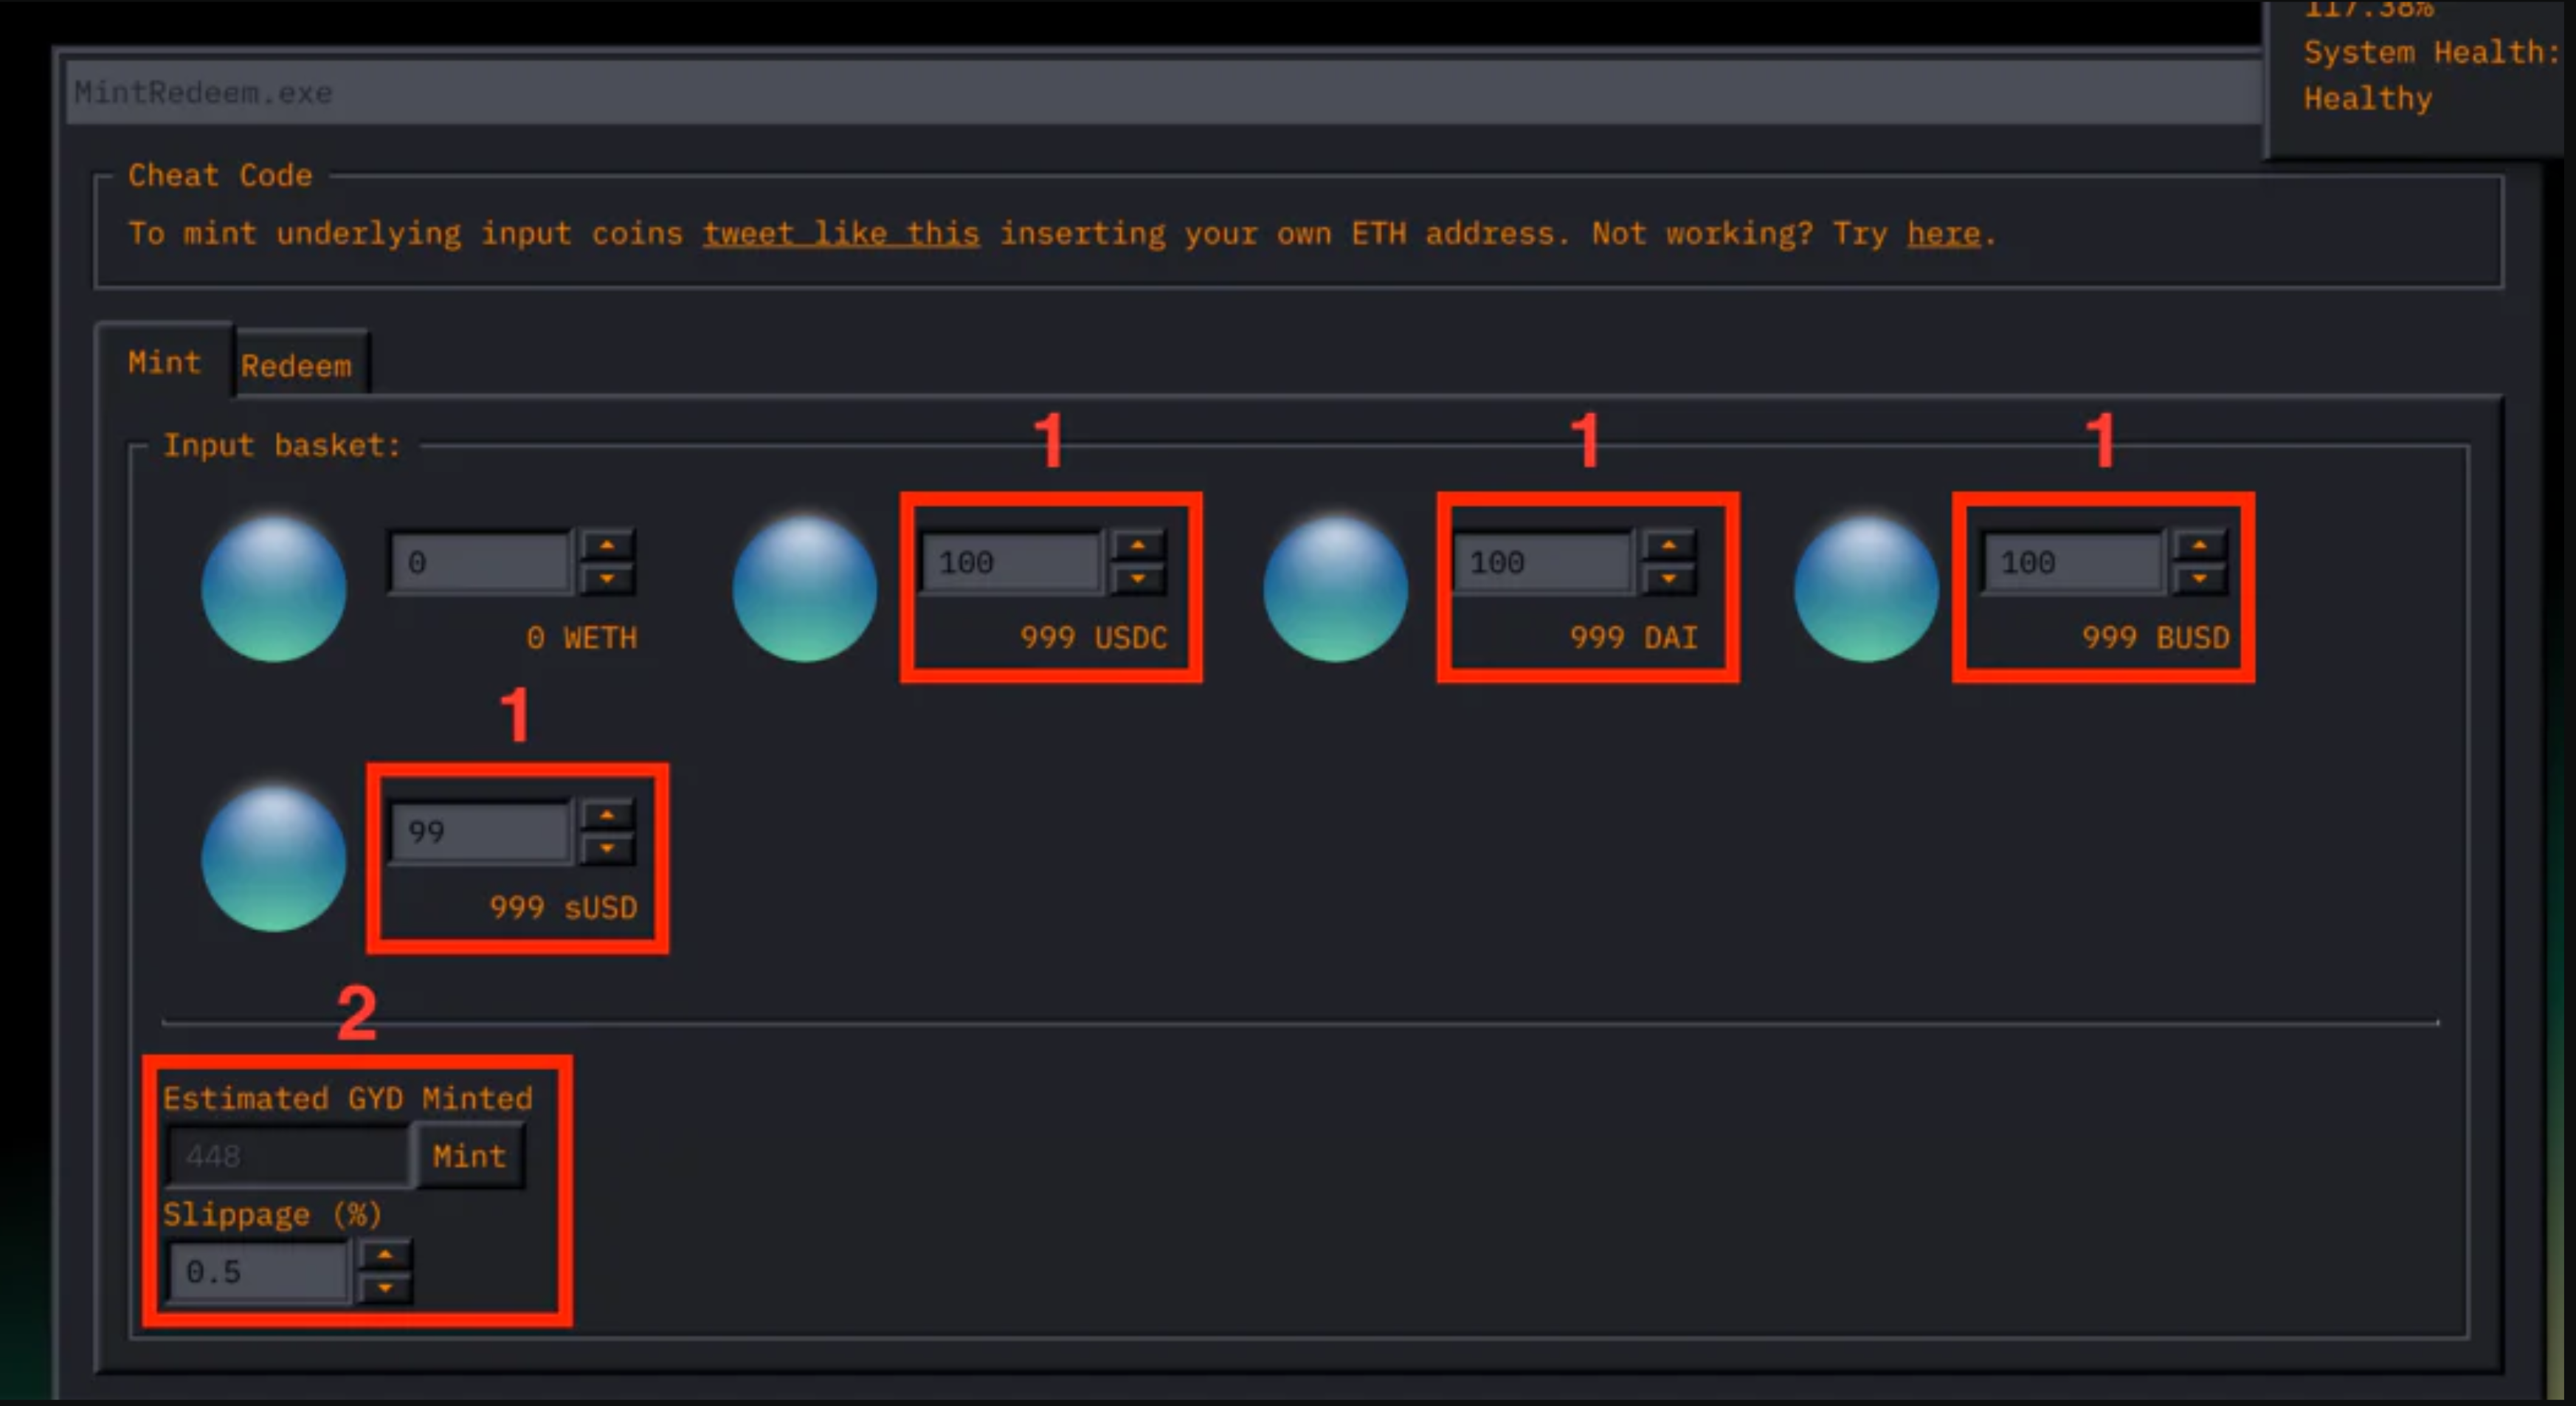 117.38%
System Health:
Healthy
MintRedeem.exe
Cheat Code
To mint underlying input coins tweet like this inserting your own ETH address. Not working? Try here.
Mint Redeem
Input basket:
1 1 1
0 100 100 100
0 WETH 999 USDC 999 DAI 999 BUSD
1
99
999 sUSD
2
Estimated GYD Minted
448 Mint
Slippage (%)
0.5